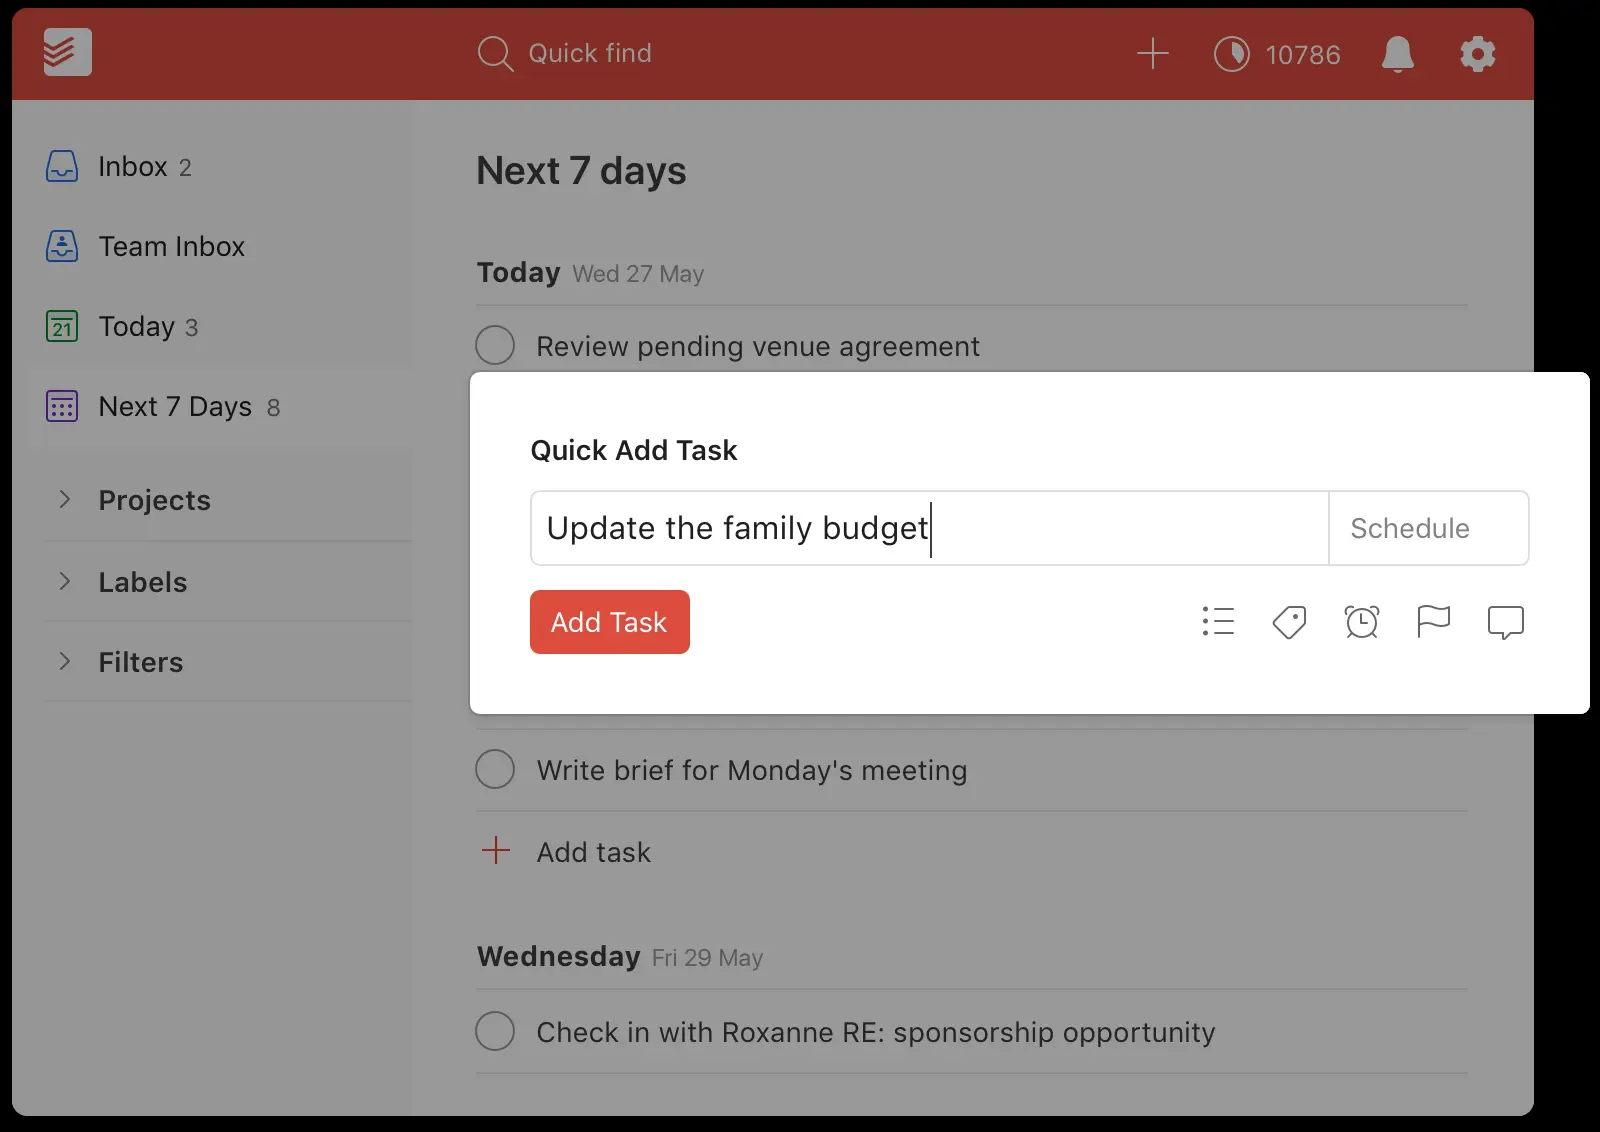 Quick find
10786
Inbox 2
Team Inbox
21
Today 3
Next 7 Days 8
Projects
Labels
Filters
Next 7 days
Today Wed 27 May
Review pending venue agreement
Quick Add Task
Update the family budget
Schedule
Add Task
Write brief for Monday's meeting
Add task
Wednesday Fri 29 May
Check in with Roxanne RE: sponsorship opportunity